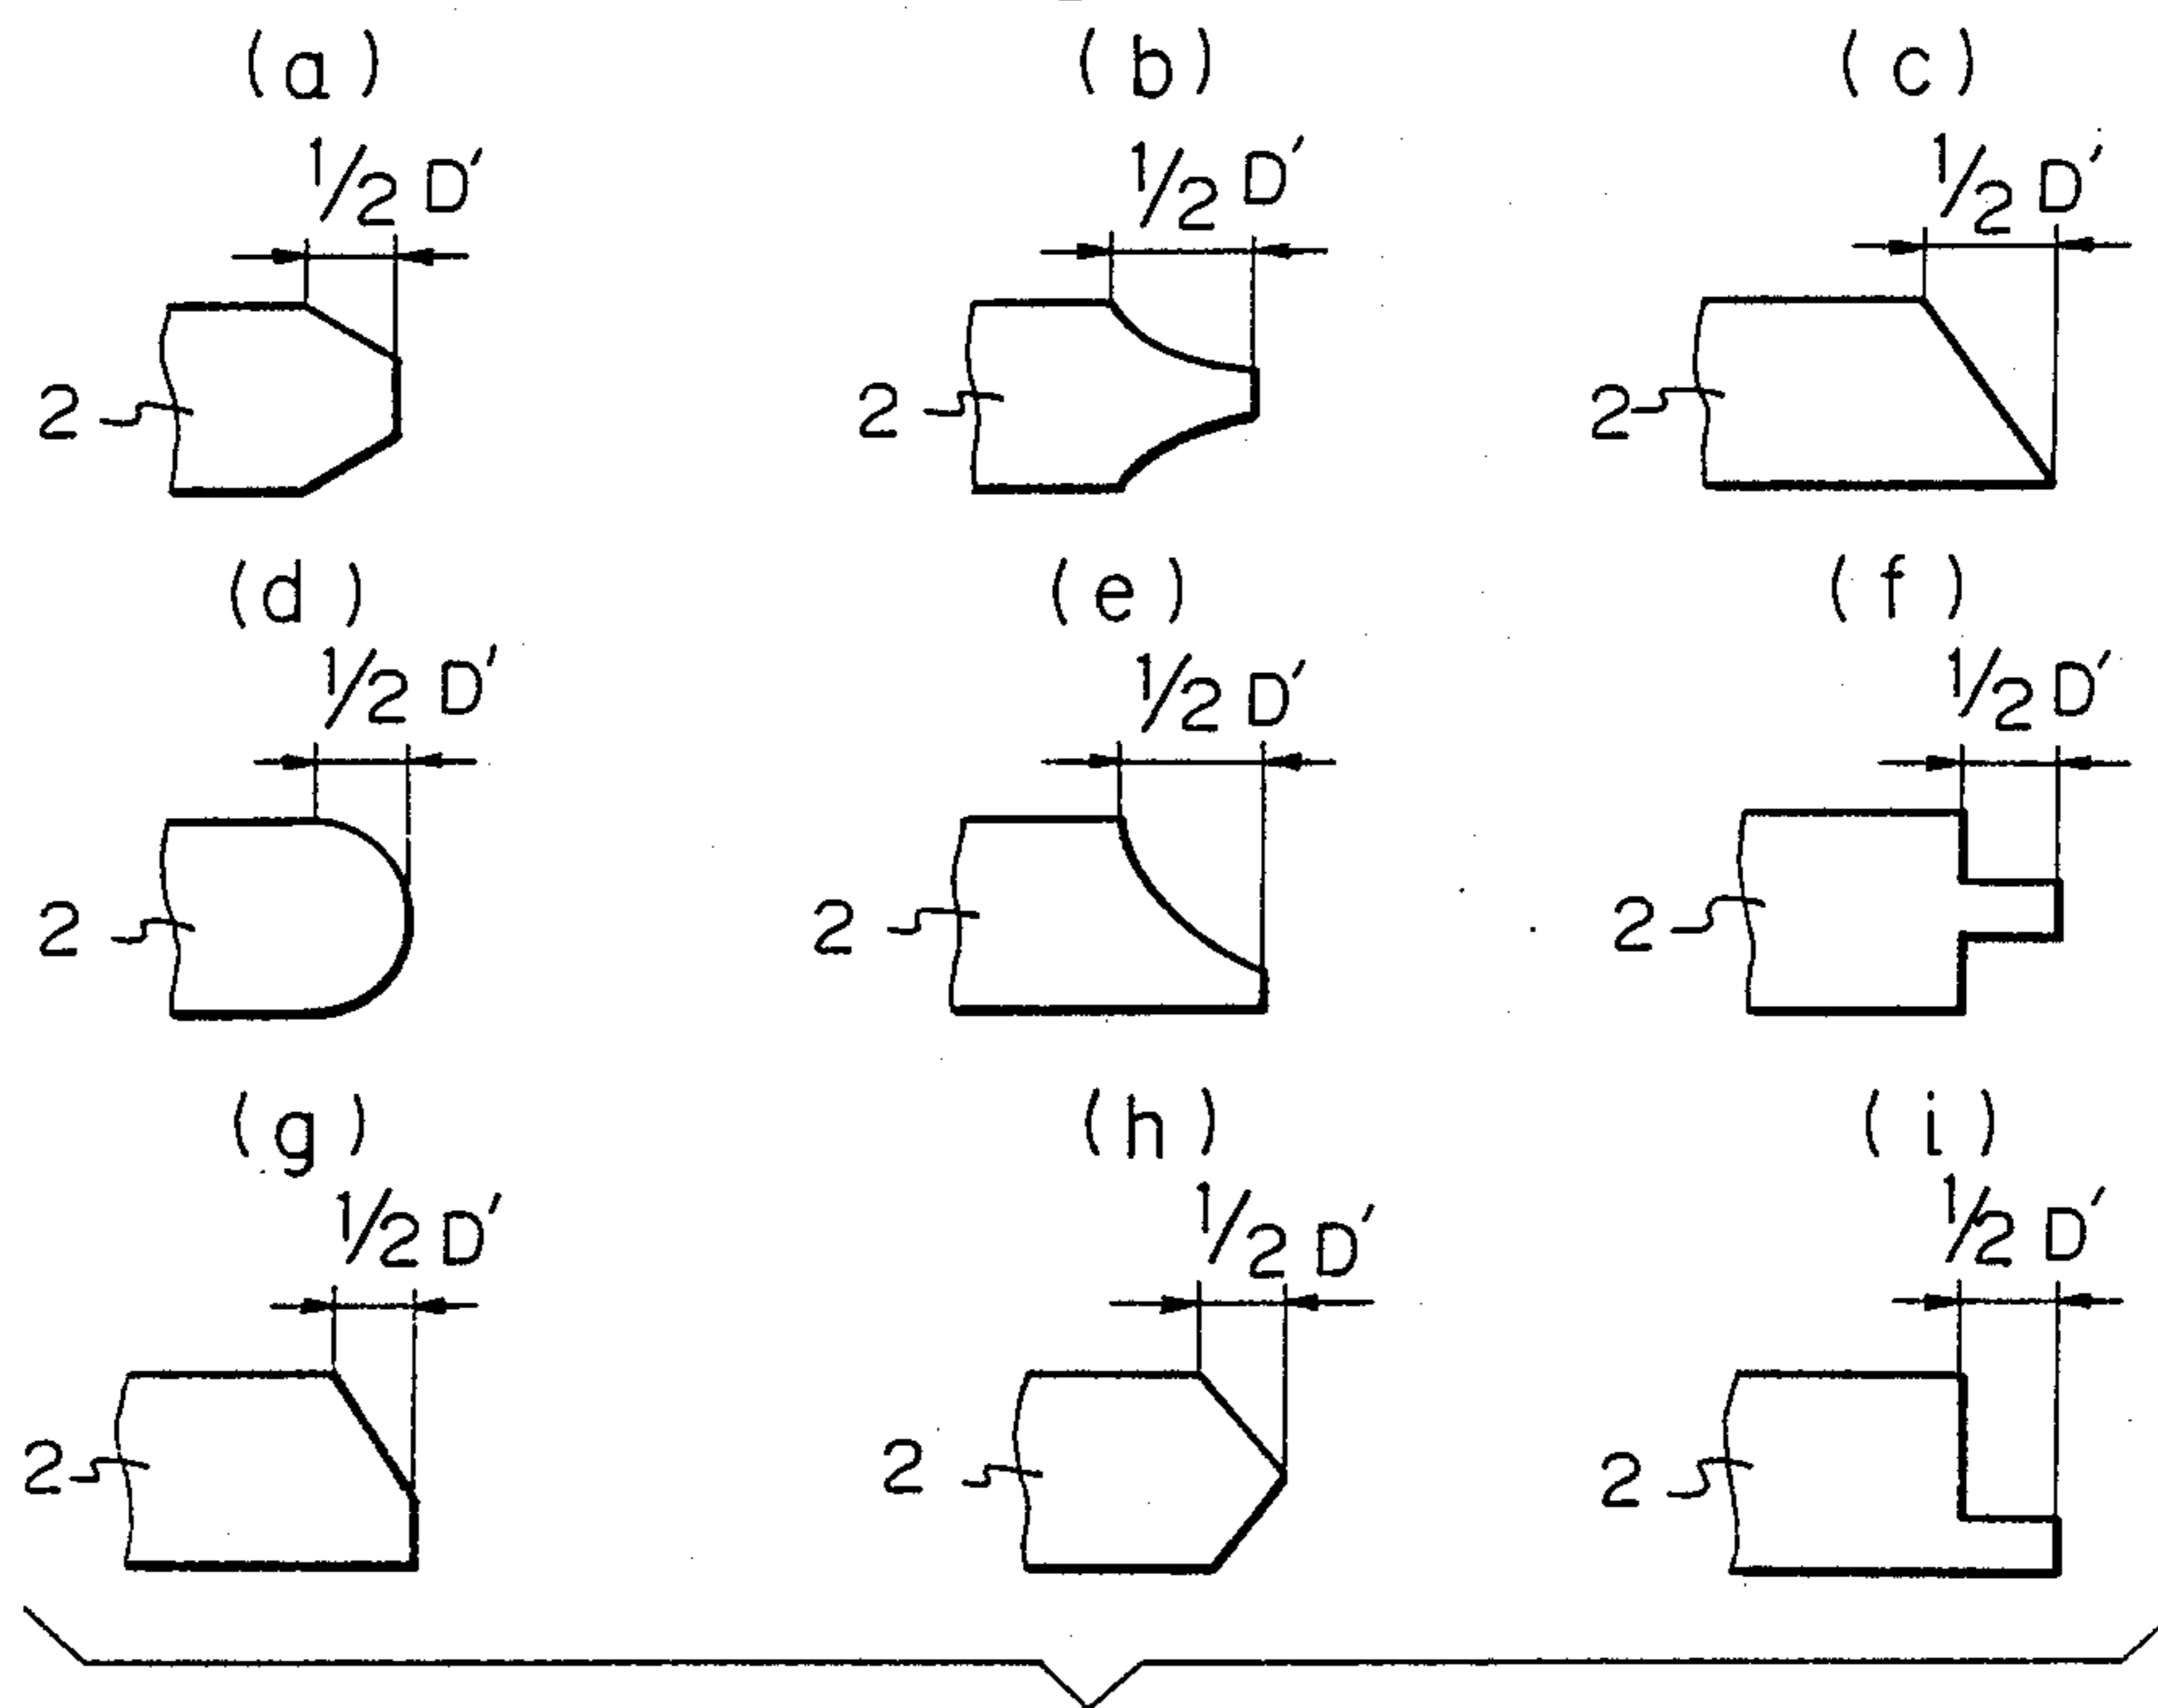 (a) (b) (c)
1/2 D' 1/2 D' 1/2 D'
2 2 2
(d) (e) (f)
1/2 D' 1/2 D' 1/2 D'
2 2 2
(g) (h) (i)
1/2 D' 1/2 D' 1/2 D'
2 2 2